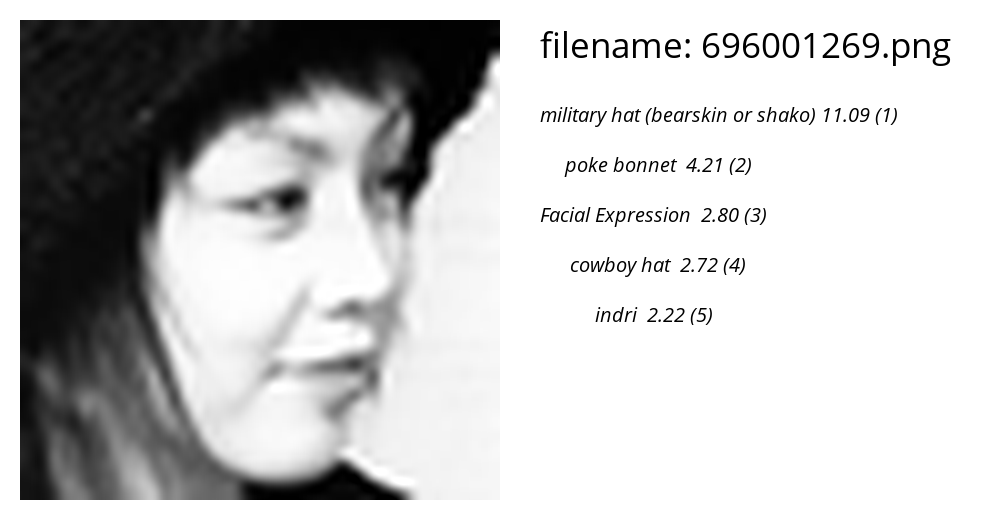 filename: 696001269.png
military hat (bearskin or shako) 11.09 (1)
poke bonnet 4.21 (2)
Facial Expression 2.80 (3)
cowboy hat 2.72 (4)
indri 2.22 (5)